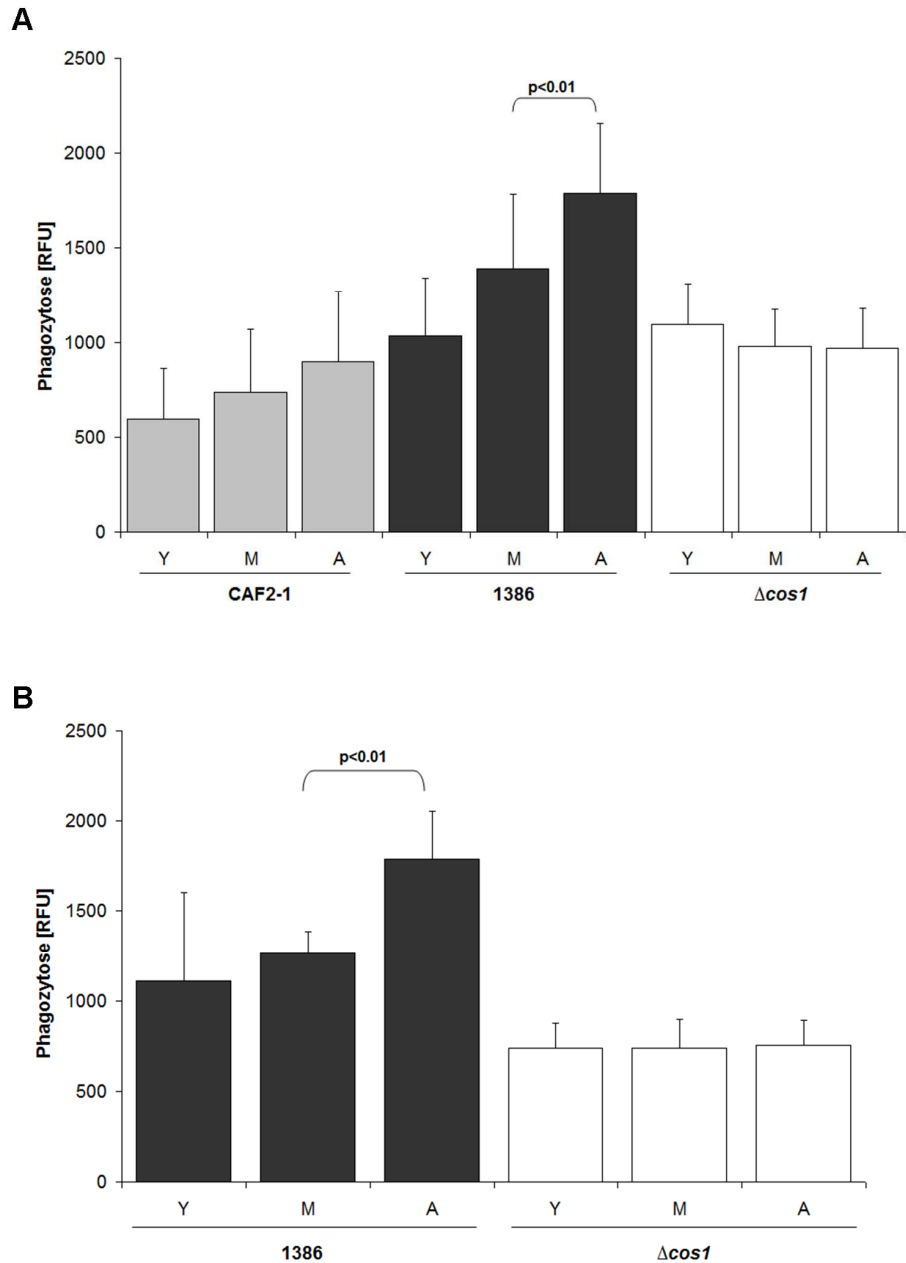 A
2500
p<0.01
2000
1500
1000
500
0
Phagozytose [RFU]
Y M A Y M A Y M A
CAF2-1 1386 Δcos1
B
2500
p<0.01
2000
1500
1000
500
0
Phagozytose [RFU]
Y M A Y M A
1386 Δcos1